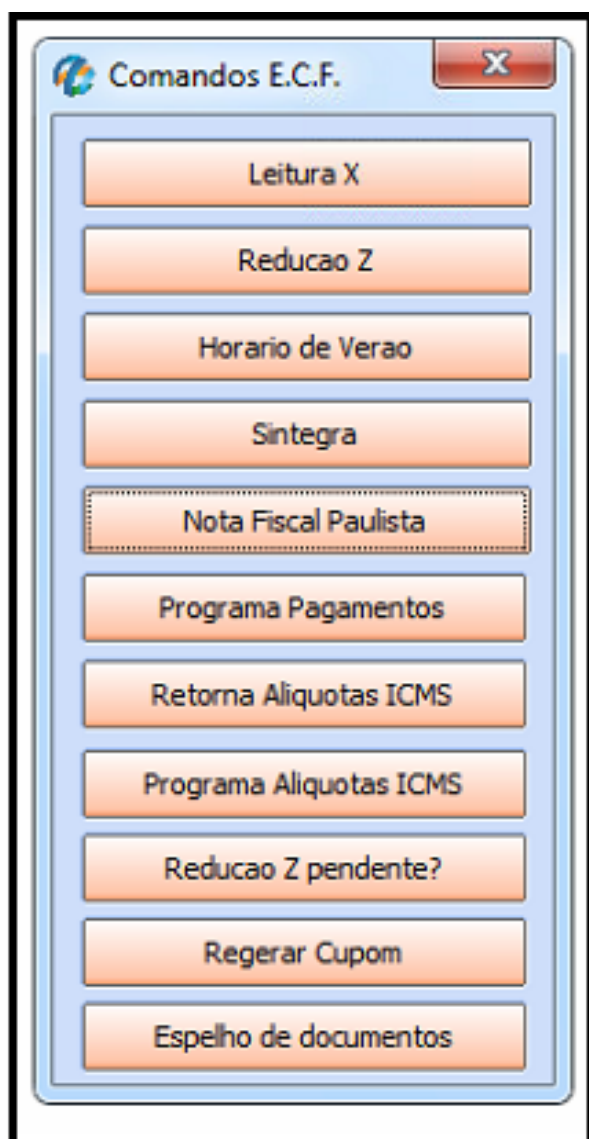 Comandos E.C.F.
Leitura X
Reducao Z
Horario de Verao
Sintegra
Nota Fiscal Paulista
Programa Pagamentos
Retorna Aliquotas ICMS
Programa Aliquotas ICMS
Reducao Z pendente?
Regerar Cupom
Espelho de documentos